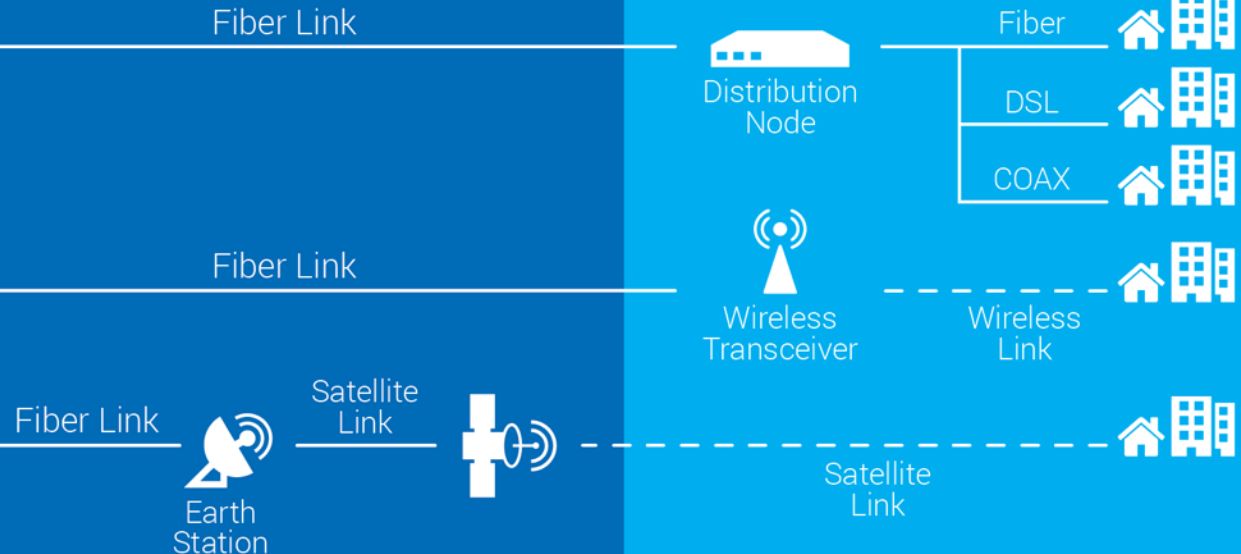 Fiber Link
Fiber
Distribution
Node
DSL
COAX
Fiber Link
Wireless
Transceiver
Wireless
Link
Fiber Link
Satellite
Link
Earth
Station
Satellite
Link